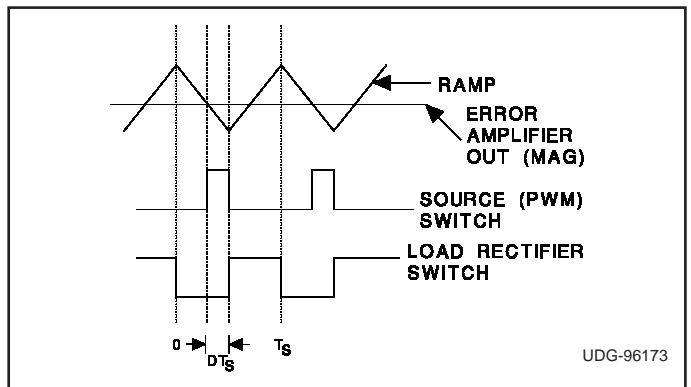 RAMP
ERROR
AMPLIFIER
OUT (MAG)
SOURCE (PWM)
SWITCH
LOAD RECTIFIER
SWITCH
0
DTS
TS
UDG-96173